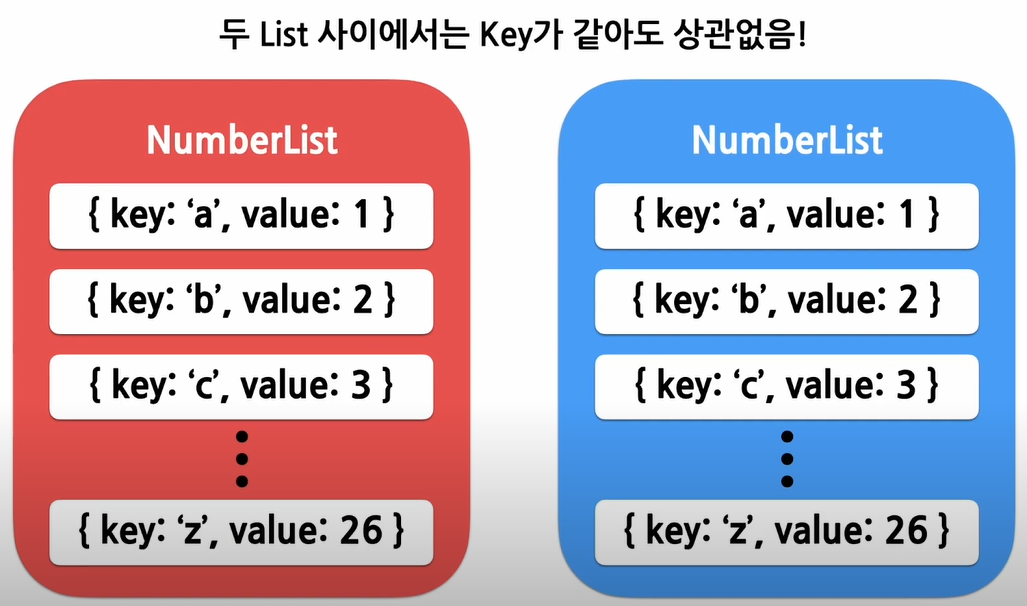 두 List 사이에서는 Key가 같아도 상관없음!
NumberList
{ key: ‘a’, value: 1 }
{ key: ‘b’, value: 2 }
{ key: ‘c’, value: 3 }
{ key: ‘z’, value: 26 }
NumberList
{ key: ‘a’, value: 1 }
{ key: ‘b’, value: 2 }
{ key: ‘c’, value: 3 }
{ key: ‘z’, value: 26 }